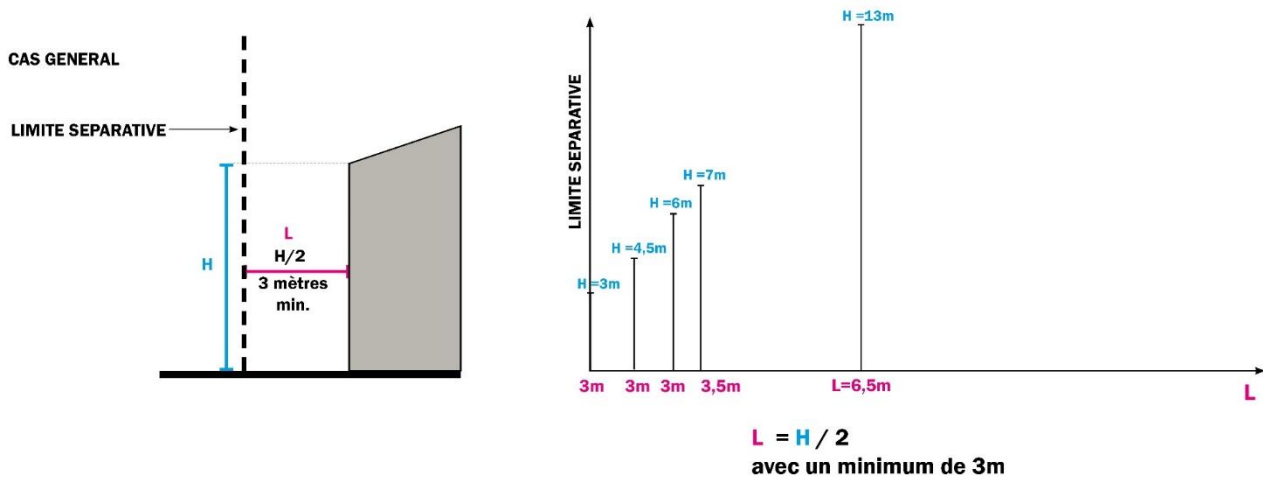 CAS GENERAL
LIMITE SEPARATIVE
H
L
H/2
3 mètres
min.
LIMITE SEPARATIVE
H =3m
H =4,5m
H =6m
H =7m
H =13m
3m
3m
3m
3,5m
L=6,5m
L
L = H / 2
avec un minimum de 3m